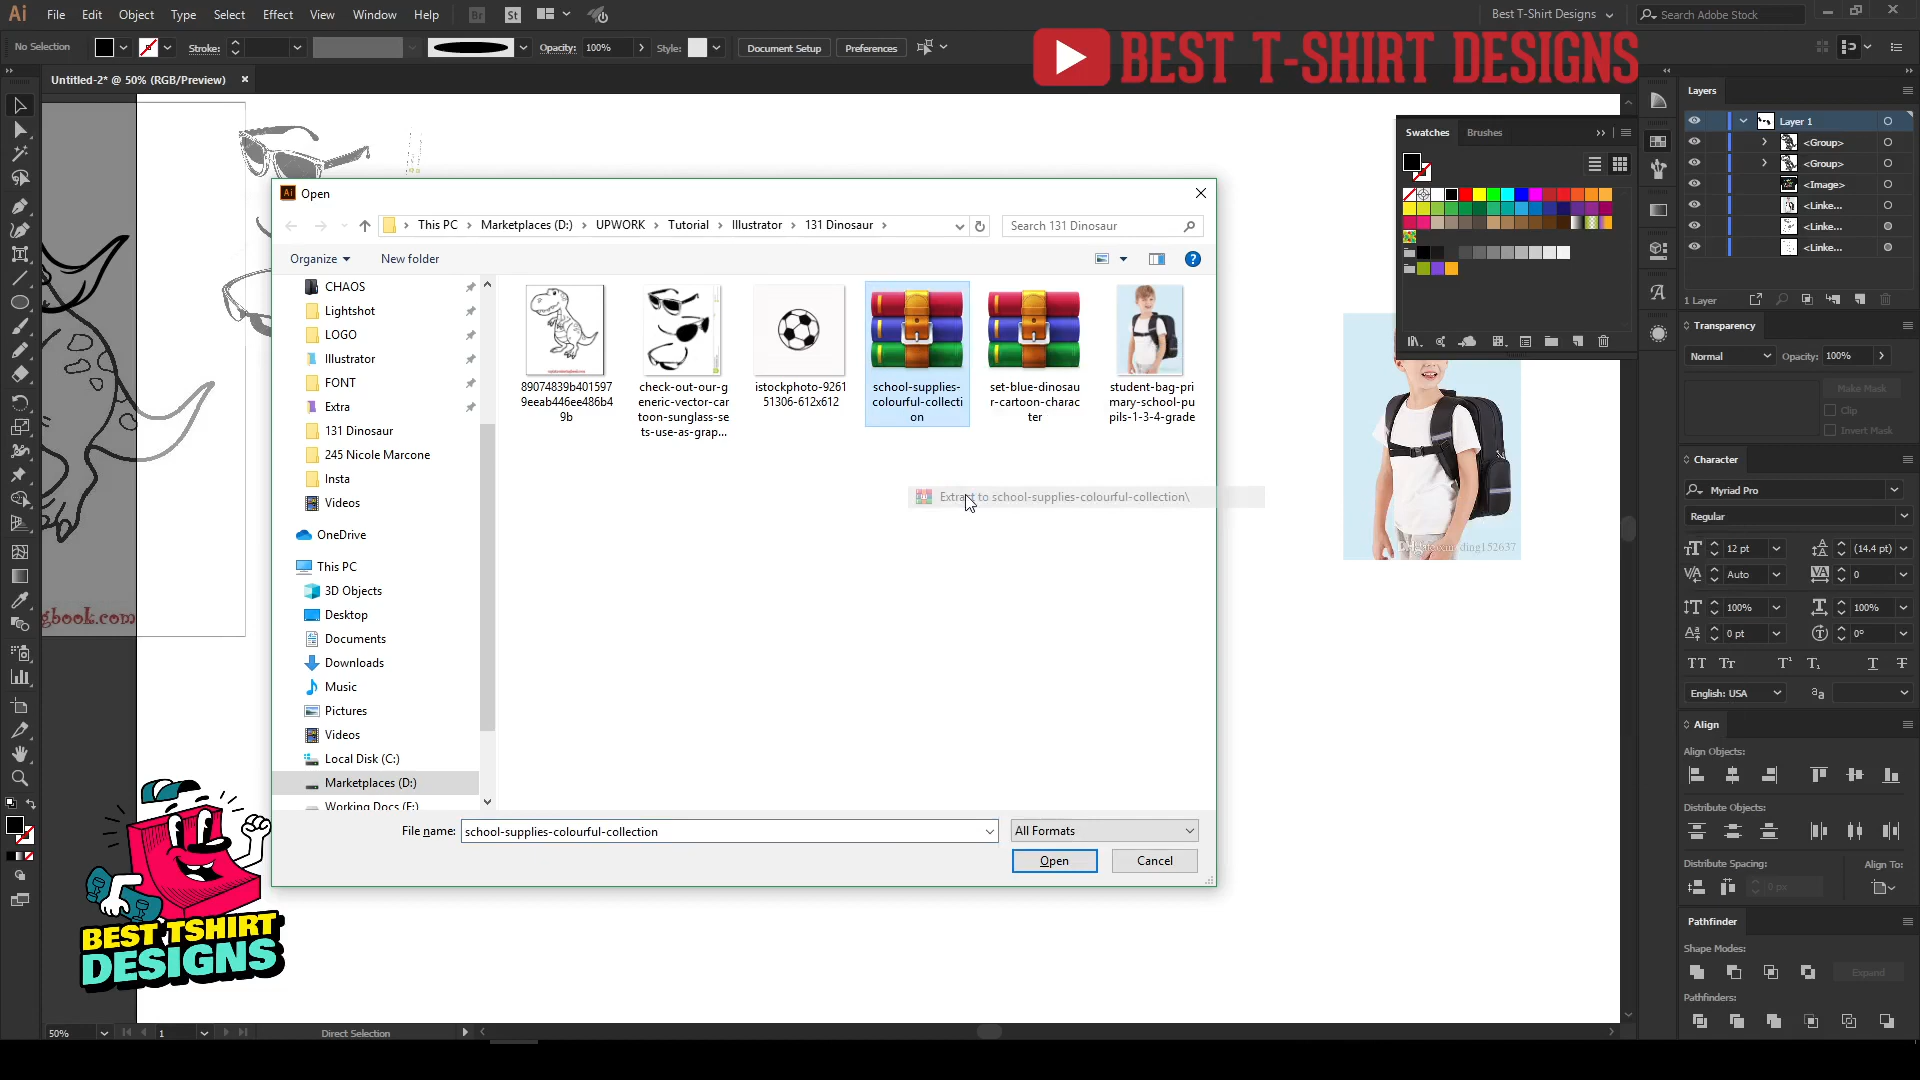 Ai File Edit Object Type Select Effect View Window Help Br St Best T-Shirt Designs Search Adobe Stock
No Selection Stroke: Opacity: 100% Style: Document Setup Preferences
BEST T-SHIRT DESIGNS
Untitled-2* @ 50% (RGB/Preview)
Swatches Brushes
Layers
Layer 1
<Group>
<Group>
<Image>
<Linke...
<Linke...
<Linke...
1 Layer
Open
This PC Marketplaces (D:) UPWORK Tutorial Illustrator 131 Dinosaur Search 131 Dinosaur
Organize New folder
CHAOS
Lightshot
LOGO
Illustrator
FONT
Extra
131 Dinosaur
245 Nicole Marcone
Insta
Videos
OneDrive
This PC
3D Objects
Desktop
Documents
Downloads
Music
Pictures
Videos
Local Disk (C:)
Marketplaces (D:)
Working Docs (E:)
89074839b401597
9eeab446ee486b4
9b
check-out-our-g
eneric-vector-car
toon-sunglass-se
ts-use-as-grap...
istockphoto-9261
51306-612x612
school-supplies-
colourful-collecti
on
set-blue-dinosau
r-cartoon-charac
ter
student-bag-pri
mary-school-pu
pils-1-3-4-grade
Extract to school-supplies-colourful-collection\
File name: school-supplies-colourful-collection All Formats
Open Cancel
gbook.com
BEST TSHIRT
DESIGNS
Transparency
Normal Opacity: 100%
Make Mask
Clip
Invert Mask
Character
Myriad Pro
Regular
12 pt (14.4 pt)
Auto 0
100% 100%
0 pt 0°
English: USA
Align
Align Objects:
Distribute Objects:
Distribute Spacing: Align To:
0 px
Pathfinder
Shape Modes:
Expand
Pathfinders:
50% 1 Direct Selection